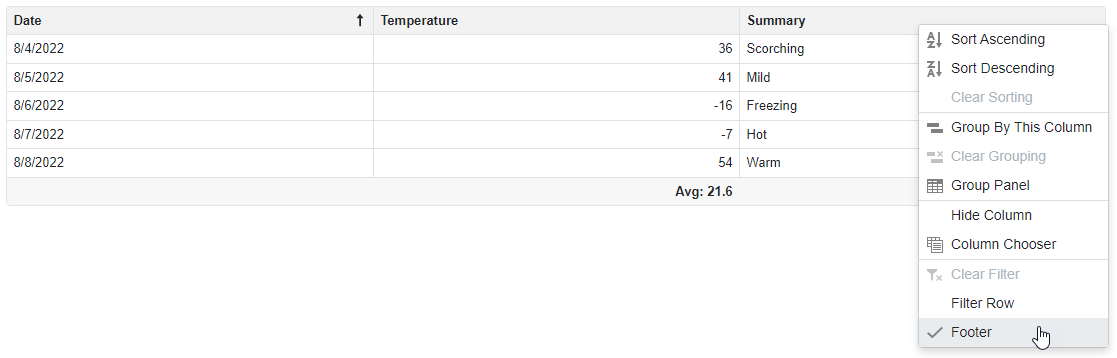 Date Temperature Summary
8/4/2022 36 Scorching
8/5/2022 41 Mild
8/6/2022 -16 Freezing
8/7/2022 -7 Hot
8/8/2022 54 Warm
Avg: 21.6
Sort Ascending
Sort Descending
Clear Sorting
Group By This Column
Clear Grouping
Group Panel
Hide Column
Column Chooser
Clear Filter
Filter Row
Footer